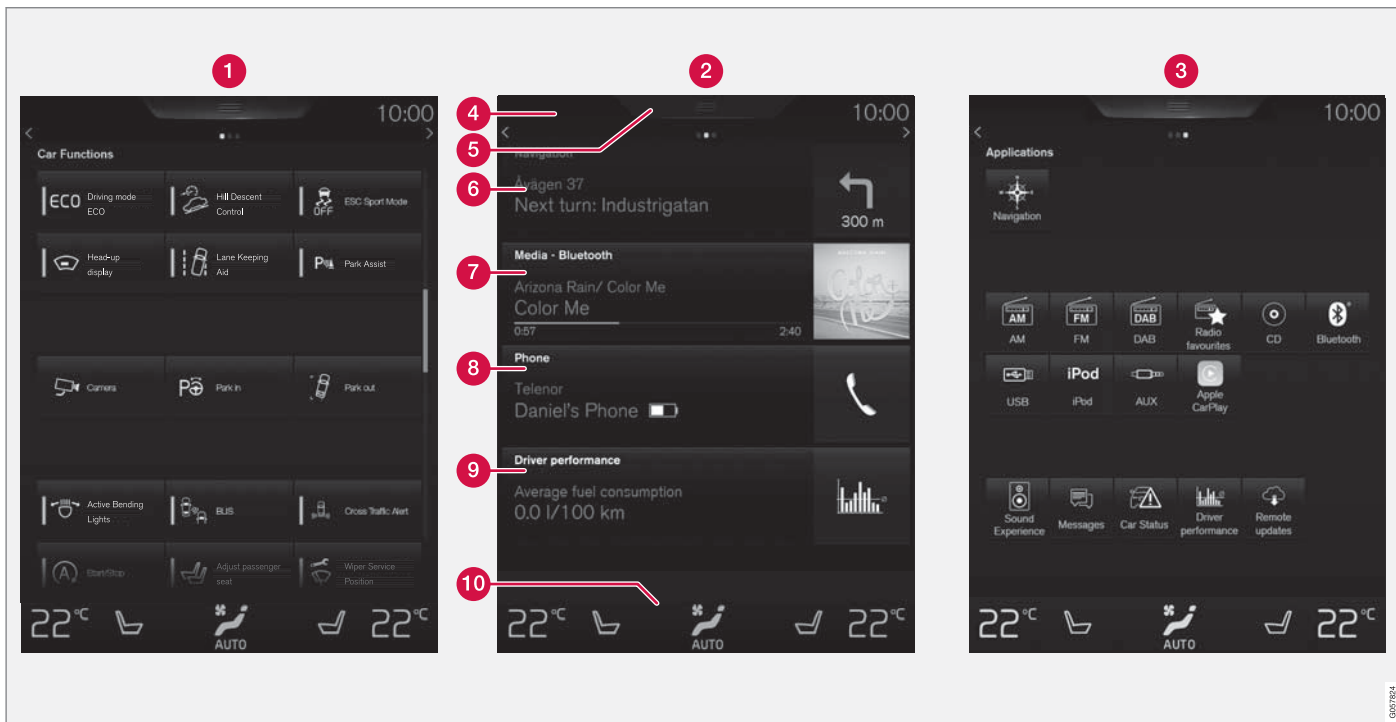 1
2
3
4
5
6
7
8
9
10
10:00
Car Functions
ECO
Driving mode
ECO
Hill Descent
Control
OFF
ESC Sport Mode
Head-up
display
Lane Keeping
Aid
P
Park Assist
Camera
P
Park in
Park out
Active Bending
Lights
BLIS
Cross Traffic Alert
A
Start/Stop
Adjust passenger
seat
Wiper Service
Position
22°C
AUTO
22°C
10:00
Navigation
Åvägen 37
Next turn: Industrigatan
300 m
Media - Bluetooth
Arizona Rain/ Color Me
Color Me
0:57
2:40
Color Me
Phone
Telenor
Daniel's Phone
Driver performance
Average fuel consumption
0.0 l/100 km
22°C
AUTO
22°C
10:00
Applications
Navigation
AM
AM
FM
FM
DAB
DAB
Radio
favourites
CD
Bluetooth
USB
iPod
iPod
AUX
Apple
CarPlay
Sound
Experience
Messages
Car Status
Driver
performance
Remote
updates
22°C
AUTO
22°C
G057824